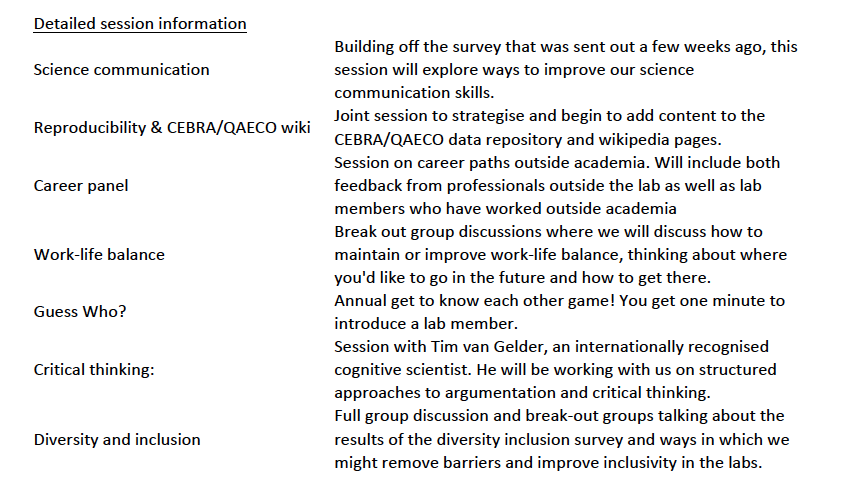 Detailed session information
Science communication
Building off the survey that was sent out a few weeks ago, this
session will explore ways to improve our science
communication skills.
Reproducibility & CEBRA/QAECO wiki
Joint session to strategise and begin to add content to the
CEBRA/QAECO data repository and wikipedia pages.
Career panel
Session on career paths outside academia. Will include both
feedback from professionals outside the lab as well as lab
members who have worked outside academia
Work-life balance
Break out group discussions where we will discuss how to
maintain or improve work-life balance, thinking about where
you'd like to go in the future and how to get there.
Guess Who?
Annual get to know each other game! You get one minute to
introduce a lab member.
Critical thinking:
Session with Tim van Gelder, an internationally recognised
cognitive scientist. He will be working with us on structured
approaches to argumentation and critical thinking.
Diversity and inclusion
Full group discussion and break-out groups talking about the
results of the diversity inclusion survey and ways in which we
might remove barriers and improve inclusivity in the labs.